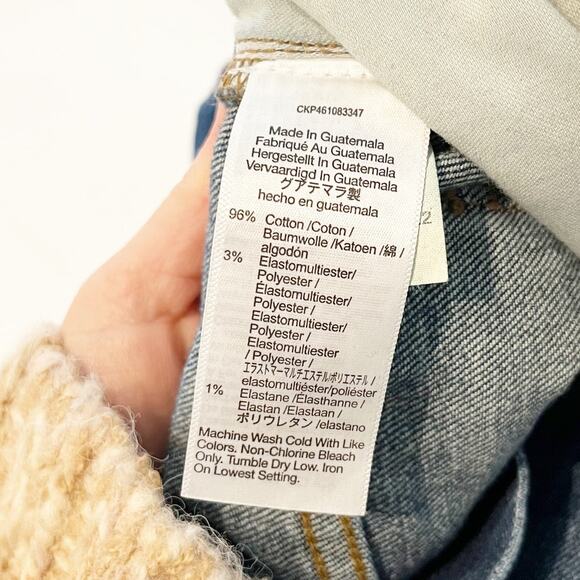 CKP461083347
Made In Guatemala
Fabriqué Au Guatemala
Hergestellt In Guatemala
Vervaardigd In Guatemala
グアテマラ製
hecho en guatemala
96% Cotton /Coton /
Baumwolle /Katoen /綿 /
algodón
3% Elastomultiester/
Polyester /
Élastomultiester/
Polyester /
Elastomultiester/
Polyester /
Elastomultiester
/ Polyester /
エラストマーマルチエステル/ポリエステル /
elastomultiéster/poliéster
1% Elastane /Élasthanne /
Elastan /Elastaan /
ポリウレタン /elastano
Machine Wash Cold With Like
Colors. Non-Chlorine Bleach
Only. Tumble Dry Low. Iron
On Lowest Setting.